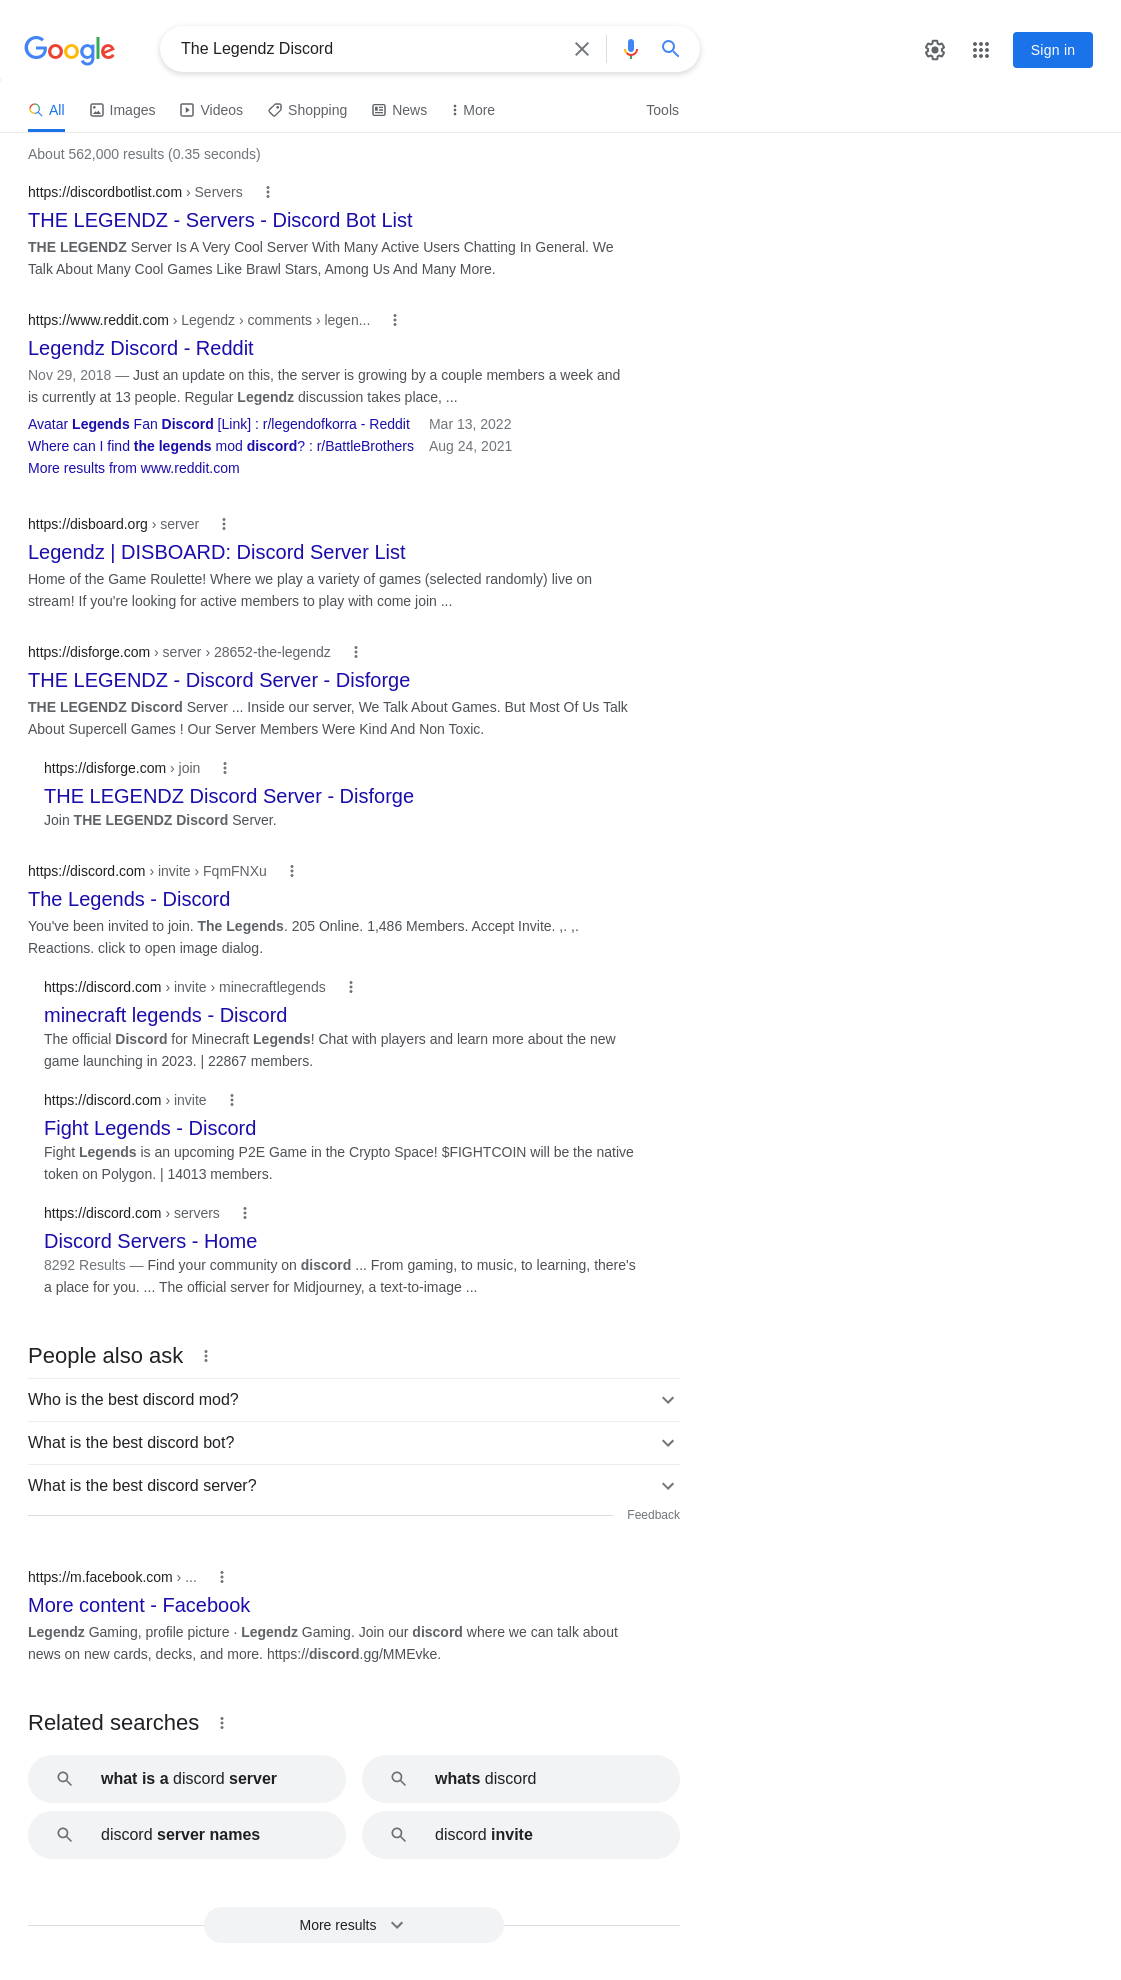 Google
The Legendz Discord
Sign in
All
Images
Videos
Shopping
News
More
Tools
About 562,000 results (0.35 seconds)
https://discordbotlist.com › Servers
THE LEGENDZ - Servers - Discord Bot List
THE LEGENDZ Server Is A Very Cool Server With Many Active Users Chatting In General. We
Talk About Many Cool Games Like Brawl Stars, Among Us And Many More.
https://www.reddit.com › Legendz › comments › legen...
Legendz Discord - Reddit
Nov 29, 2018 — Just an update on this, the server is growing by a couple members a week and
is currently at 13 people. Regular Legendz discussion takes place, ...
Avatar Legends Fan Discord [Link] : r/legendofkorra - Reddit Mar 13, 2022
Where can I find the legends mod discord? : r/BattleBrothers Aug 24, 2021
More results from www.reddit.com
https://disboard.org › server
Legendz | DISBOARD: Discord Server List
Home of the Game Roulette! Where we play a variety of games (selected randomly) live on
stream! If you're looking for active members to play with come join ...
https://disforge.com › server › 28652-the-legendz
THE LEGENDZ - Discord Server - Disforge
THE LEGENDZ Discord Server ... Inside our server, We Talk About Games. But Most Of Us Talk
About Supercell Games ! Our Server Members Were Kind And Non Toxic.
https://disforge.com › join
THE LEGENDZ Discord Server - Disforge
Join THE LEGENDZ Discord Server.
https://discord.com › invite › FqmFNXu
The Legends - Discord
You've been invited to join. The Legends. 205 Online. 1,486 Members. Accept Invite. ,. ,.
Reactions. click to open image dialog.
https://discord.com › invite › minecraftlegends
minecraft legends - Discord
The official Discord for Minecraft Legends! Chat with players and learn more about the new
game launching in 2023. | 22867 members.
https://discord.com › invite
Fight Legends - Discord
Fight Legends is an upcoming P2E Game in the Crypto Space! $FIGHTCOIN will be the native
token on Polygon. | 14013 members.
https://discord.com › servers
Discord Servers - Home
8292 Results — Find your community on discord ... From gaming, to music, to learning, there's
a place for you. ... The official server for Midjourney, a text-to-image ...
People also ask
Who is the best discord mod?
What is the best discord bot?
What is the best discord server?
Feedback
https://m.facebook.com › ...
More content - Facebook
Legendz Gaming, profile picture · Legendz Gaming. Join our discord where we can talk about
news on new cards, decks, and more. https://discord.gg/MMEvke.
Related searches
what is a discord server
whats discord
discord server names
discord invite
More results